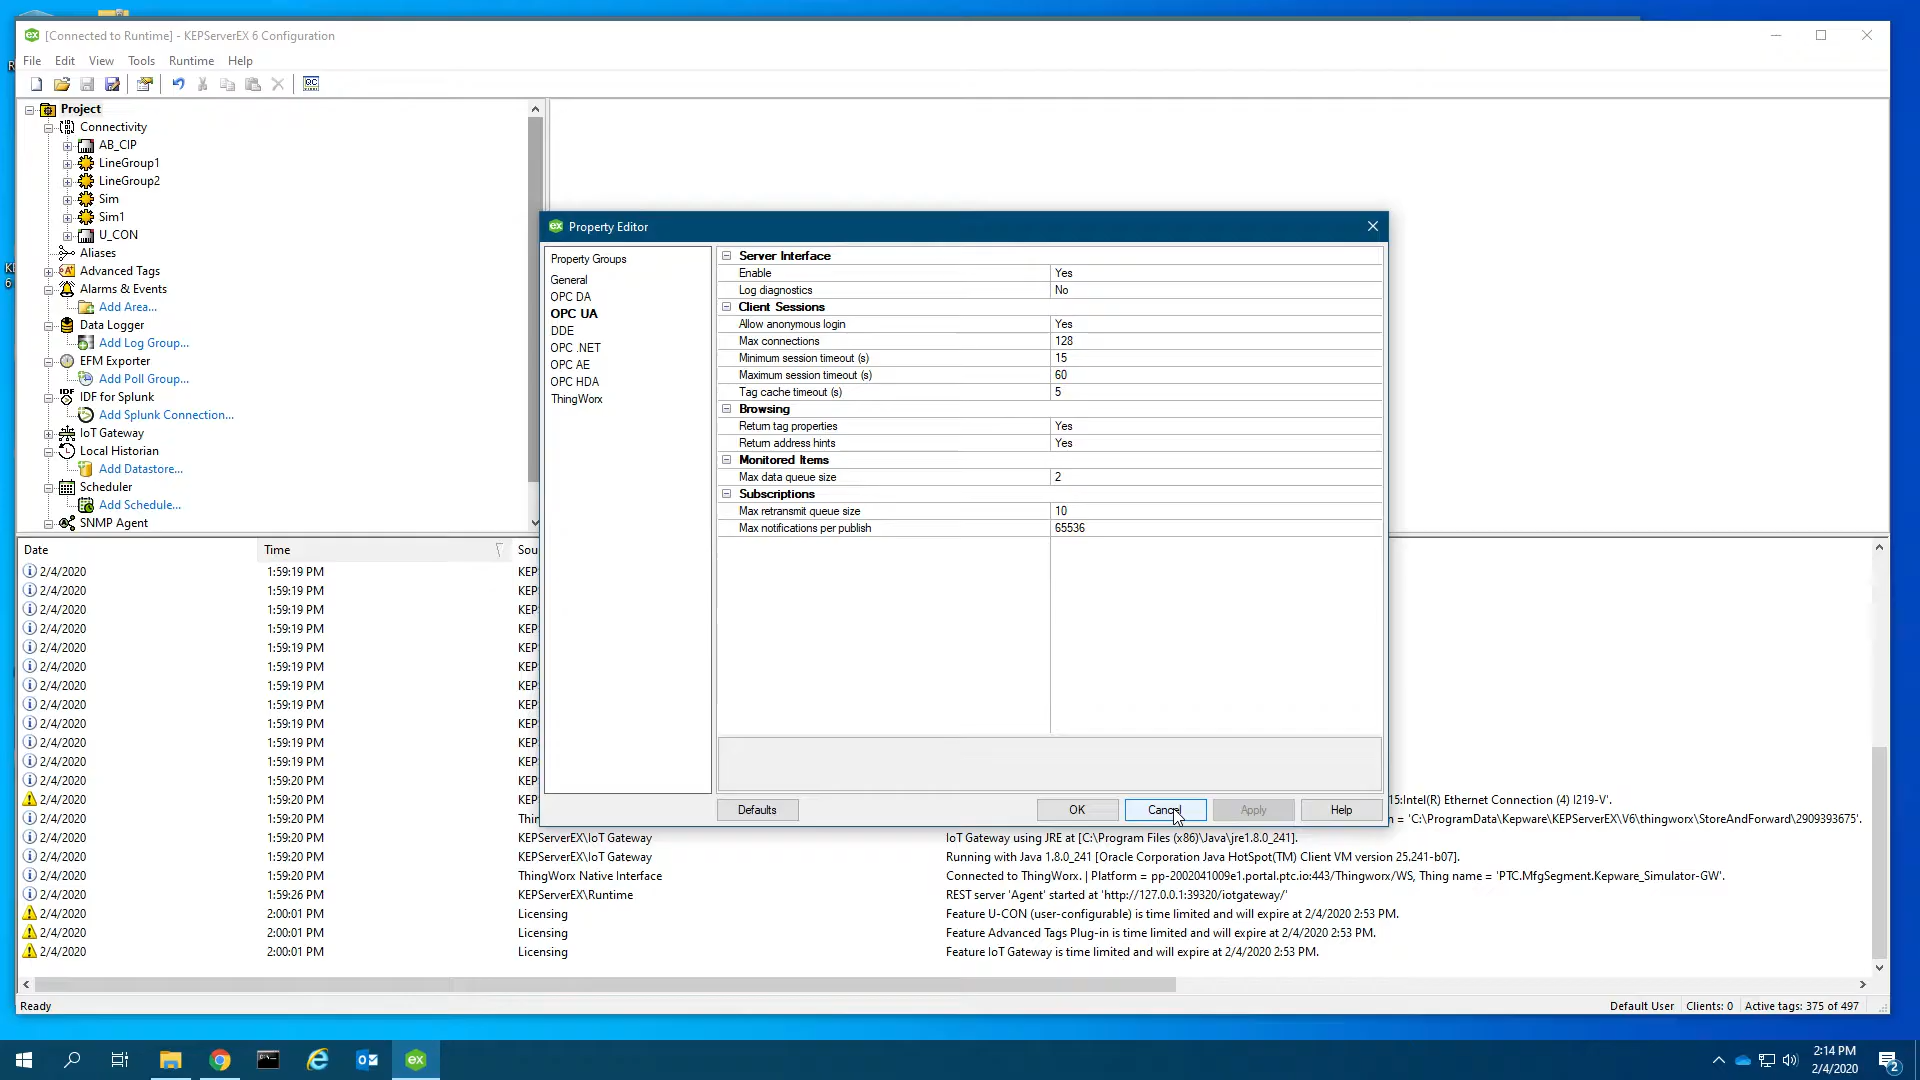 [Connected to Runtime] - KEPServerEX 6 Configuration
File Edit View Tools Runtime Help
Project
Connectivity
AB_CIP
LineGroup1
LineGroup2
Sim
Sim1
U_CON
Aliases
Advanced Tags
Alarms & Events
Add Area...
Data Logger
Add Log Group...
EFM Exporter
Add Poll Group...
IDF for Splunk
Add Splunk Connection...
IoT Gateway
Local Historian
Add Datastore...
Scheduler
Add Schedule...
SNMP Agent
Property Editor
Property Groups
General
OPC DA
OPC UA
DDE
OPC .NET
OPC AE
OPC HDA
ThingWorx
Server Interface
Enable Yes
Log diagnostics No
Client Sessions
Allow anonymous login Yes
Max connections 128
Minimum session timeout (s) 15
Maximum session timeout (s) 60
Tag cache timeout (s) 5
Browsing
Return tag properties Yes
Return address hints Yes
Monitored Items
Max data queue size 2
Subscriptions
Max retransmit queue size 10
Max notifications per publish 65536
Defaults OK Cancel Apply Help
Date Time Sou
2/4/2020 1:59:19 PM KEP
2/4/2020 1:59:19 PM KEP
2/4/2020 1:59:19 PM KEP
2/4/2020 1:59:19 PM KEP
2/4/2020 1:59:19 PM KEP
2/4/2020 1:59:19 PM KEP
2/4/2020 1:59:19 PM KEP
2/4/2020 1:59:19 PM KEP
2/4/2020 1:59:19 PM KEP
2/4/2020 1:59:19 PM KEP
2/4/2020 1:59:19 PM KEP
2/4/2020 1:59:20 PM KEP
2/4/2020 1:59:20 PM KEP 15:Intel(R) Ethernet Connection (4) I219-V'.
2/4/2020 1:59:20 PM Thin = 'C:\ProgramData\Kepware\KEPServerEX\V6\thingworx\StoreAndForward\2909393675'.
2/4/2020 1:59:20 PM KEPServerEX\IoT Gateway IoT Gateway using JRE at [C:\Program Files (x86)\Java\jre1.8.0_241].
2/4/2020 1:59:20 PM KEPServerEX\IoT Gateway Running with Java 1.8.0_241 [Oracle Corporation Java HotSpot(TM) Client VM version 25.241-b07].
2/4/2020 1:59:20 PM ThingWorx Native Interface Connected to ThingWorx. | Platform = pp-2002041009e1.portal.ptc.io:443/Thingworx/WS, Thing name = 'PTC.MfgSegment.Kepware_Simulator-GW'.
2/4/2020 1:59:26 PM KEPServerEX\Runtime REST server 'Agent' started at 'http://127.0.0.1:39320/iotgateway/'
2/4/2020 2:00:01 PM Licensing Feature U-CON (user-configurable) is time limited and will expire at 2/4/2020 2:53 PM.
2/4/2020 2:00:01 PM Licensing Feature Advanced Tags Plug-in is time limited and will expire at 2/4/2020 2:53 PM.
2/4/2020 2:00:01 PM Licensing Feature IoT Gateway is time limited and will expire at 2/4/2020 2:53 PM.
Ready Default User Clients: 0 Active tags: 375 of 497
2:14 PM
2/4/2020
2